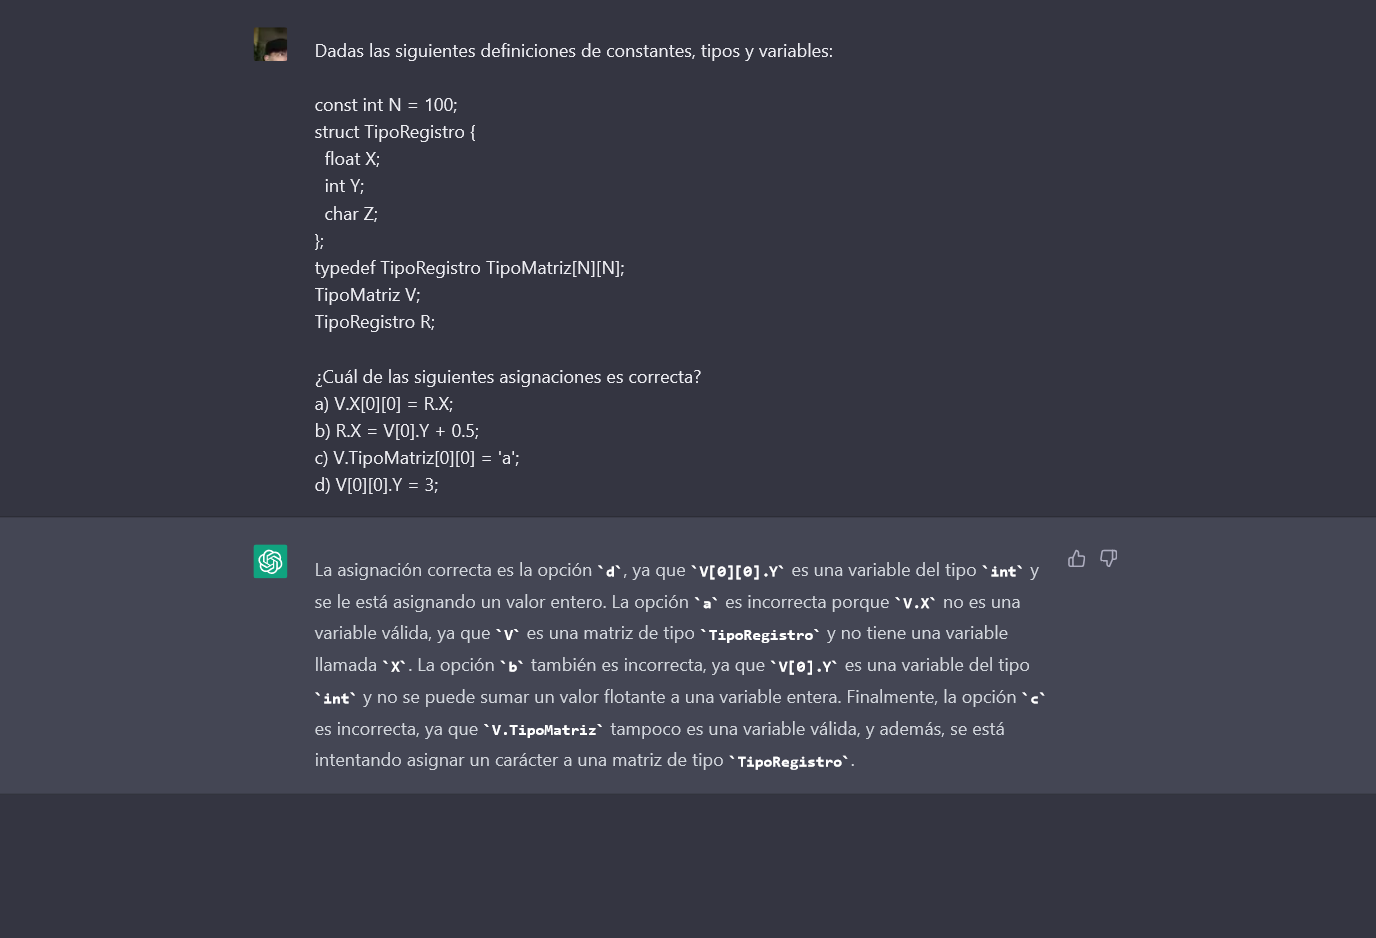 Dadas las siguientes definiciones de constantes, tipos y variables:
const int N = 100;
struct TipoRegistro {
float X;
int Y;
char Z;
};
typedef TipoRegistro TipoMatriz[N][N];
TipoMatriz V;
TipoRegistro R;
¿Cuál de las siguientes asignaciones es correcta?
a) V.X[0][0] = R.X;
b) R.X = V[0].Y + 0.5;
c) V.TipoMatriz[0][0] = 'a';
d) V[0][0].Y = 3;
La asignación correcta es la opción `d`, ya que `V[0][0].Y` es una variable del tipo `int` y
se le está asignando un valor entero. La opción `a` es incorrecta porque `V.X` no es una
variable válida, ya que `V` es una matriz de tipo `TipoRegistro` y no tiene una variable
llamada `X`. La opción `b` también es incorrecta, ya que `V[0].Y` es una variable del tipo
`int` y no se puede sumar un valor flotante a una variable entera. Finalmente, la opción `c`
es incorrecta, ya que `V.TipoMatriz` tampoco es una variable válida, y además, se está
intentando asignar un carácter a una matriz de tipo `TipoRegistro`.